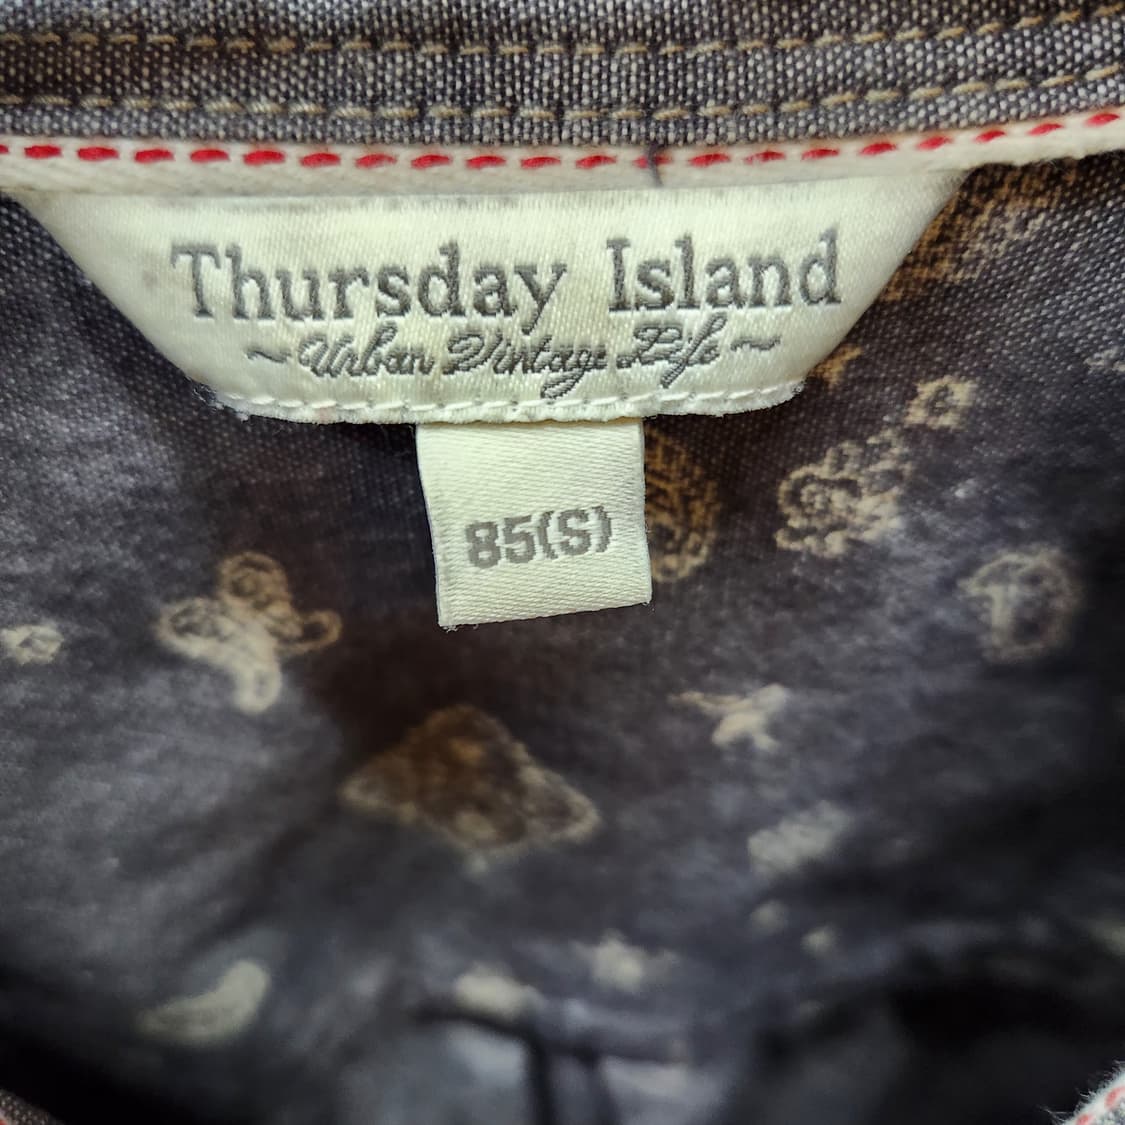 Thursday Island
~Urban Vintage Life~
85(S)